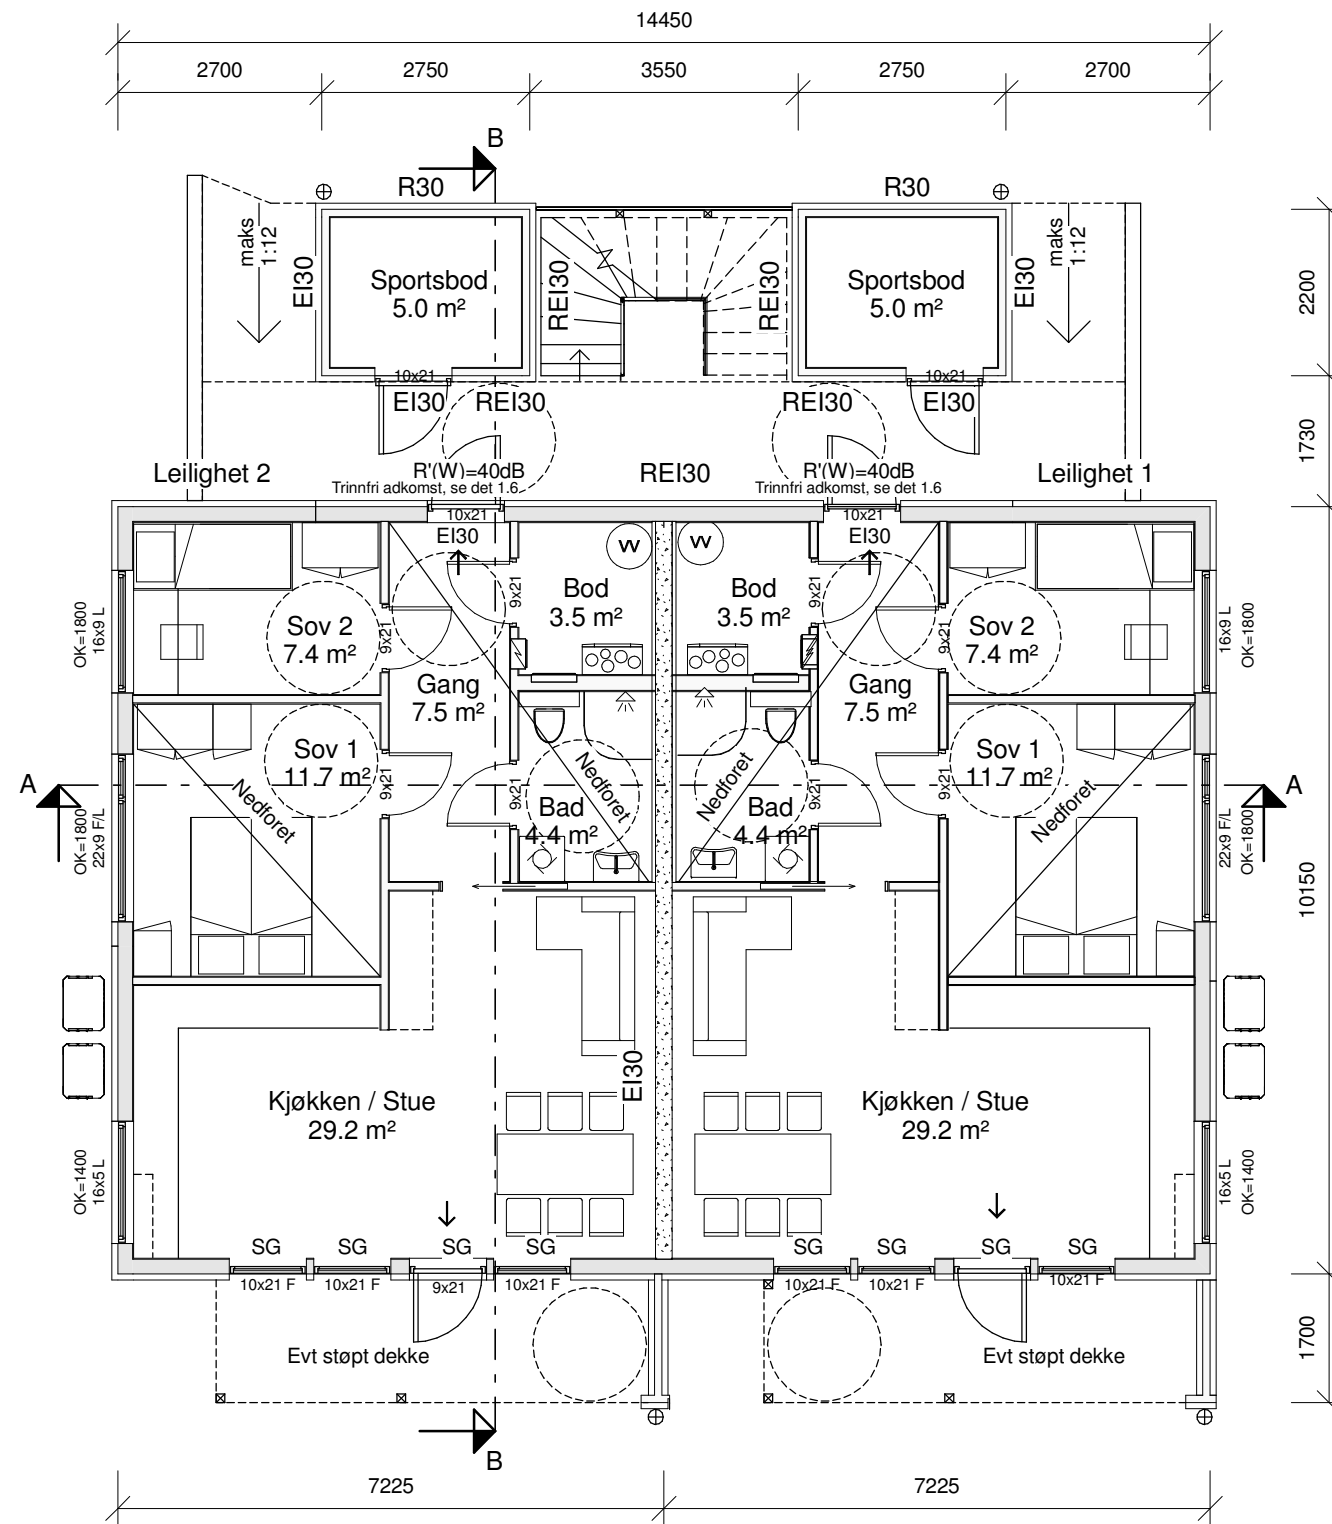 14450
2700 2750 3550 2750 2700
B
R30 R30
maks 1:12
EI30
Sportsbod
5.0 m²
REI30
REI30
Sportsbod
5.0 m²
EI30
maks 1:12
2200
10x21 10x21
EI30 REI30 REI30 EI30
1730
Leilighet 2 R'(W)=40dB REI30 R'(W)=40dB Leilighet 1
Trinnfri adkomst, se det 1.6 Trinnfri adkomst, se det 1.6
10x21 10x21
EI30 EI30
W W
OK=1800
16x9 L
Sov 2
7.4 m²
9x21
9x21
Bod
3.5 m²
Bod
3.5 m²
9x21
9x21
Sov 2
7.4 m²
16x9 L
OK=1800
Gang
7.5 m²
Gang
7.5 m²
A
OK=1800
22x9 F/L
Sov 1
11.7 m²
Nedforet
9x21
9x21
Bad
4.4 m²
Nedforet
Nedforet
Bad
4.4 m²
9x21
9x21
Sov 1
11.7 m²
Nedforet
22x9 F/L
OK=1800
A
10150
EI30
Kjøkken / Stue
29.2 m²
Kjøkken / Stue
29.2 m²
OK=1400
16x5 L
16x5 L
OK=1400
SG SG SG SG SG SG SG SG
10x21 F 10x21 F 9x21 10x21 F 10x21 F 10x21 F 10x21 F
Evt støpt dekke Evt støpt dekke
1700
B
7225 7225